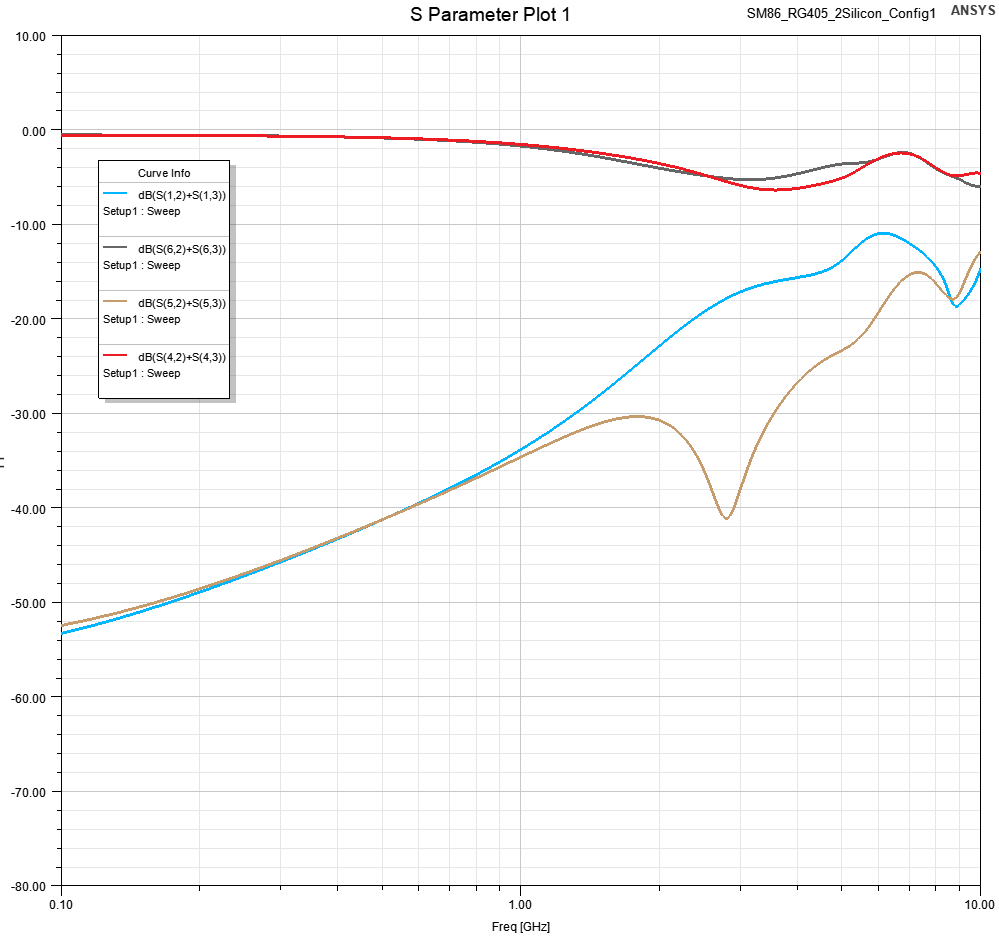 S Parameter Plot 1
SM86_RG405_2Silicon_Config1
ANSYS
10.00
0.00
-10.00
-20.00
-30.00
-40.00
-50.00
-60.00
-70.00
-80.00
Curve Info
dB(S(1,2)+S(1,3))
Setup1 : Sweep
dB(S(6,2)+S(6,3))
Setup1 : Sweep
dB(S(5,2)+S(5,3))
Setup1 : Sweep
dB(S(4,2)+S(4,3))
Setup1 : Sweep
0.10
1.00
10.00
Freq [GHz]